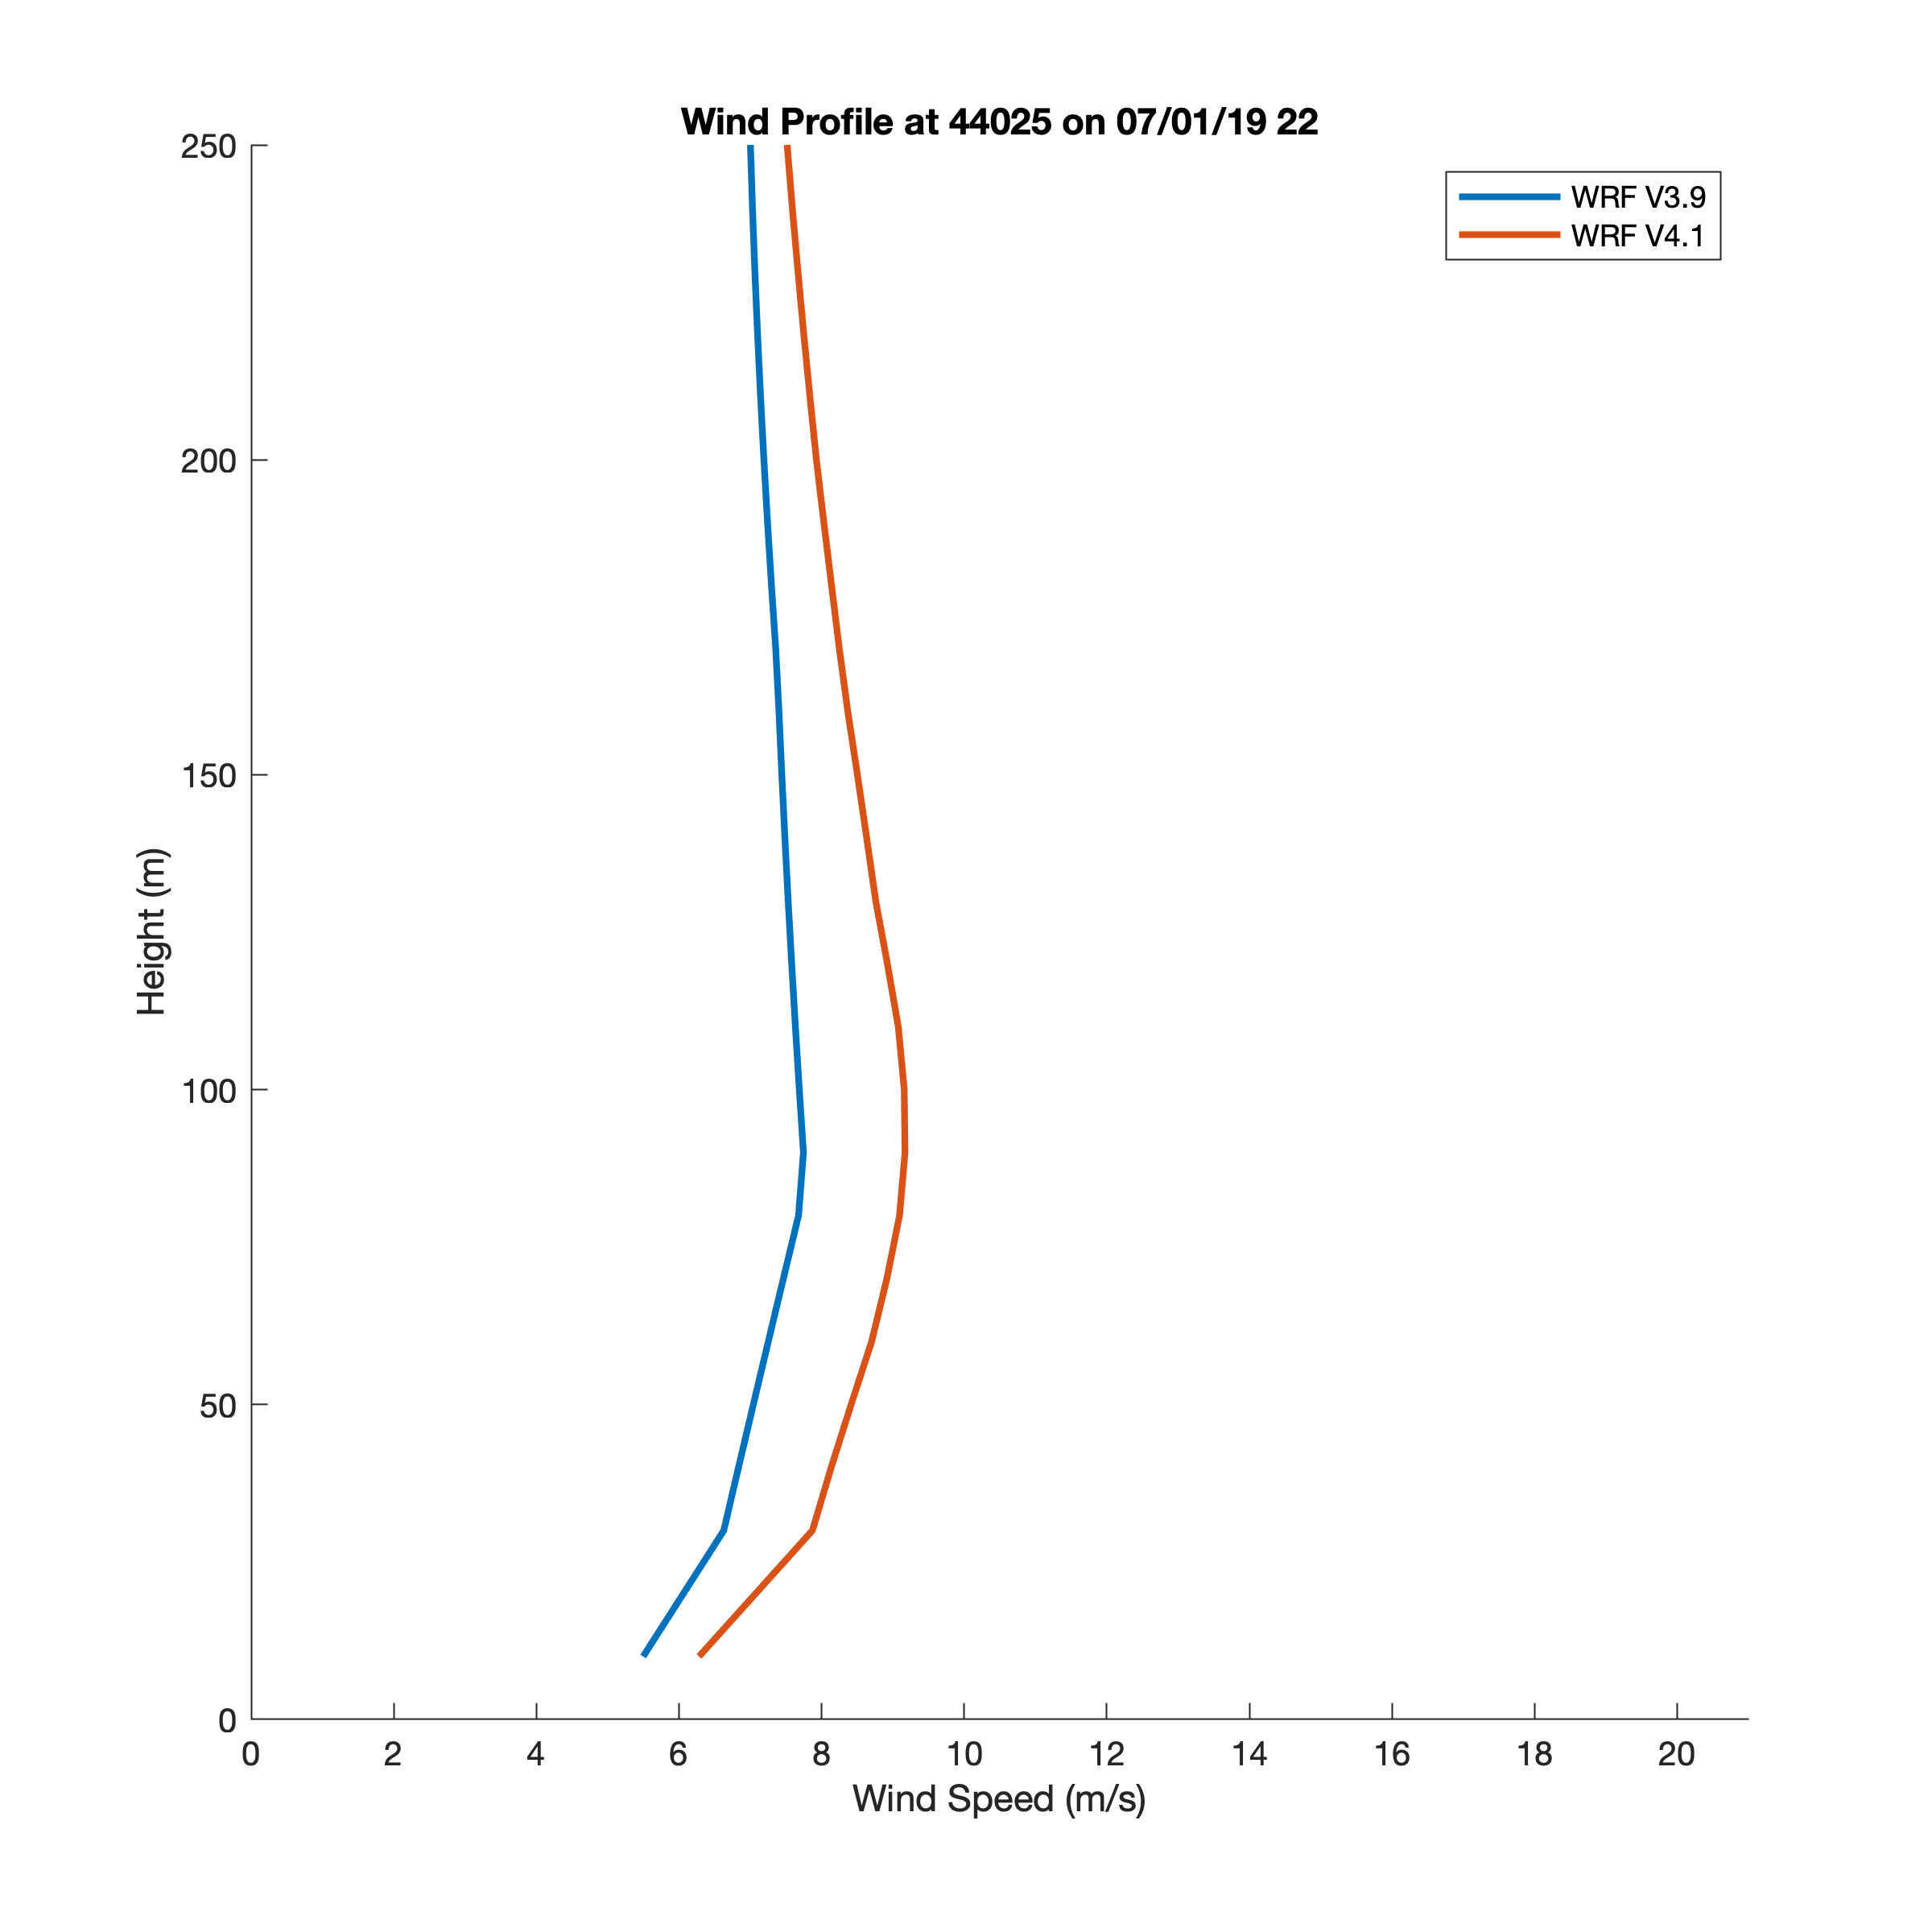 Wind Profile at 44025 on 07/01/19 22
WRF V3.9
WRF V4.1
250
200
150
100
50
0
Height (m)
0 2 4 6 8 10 12 14 16 18 20
Wind Speed (m/s)